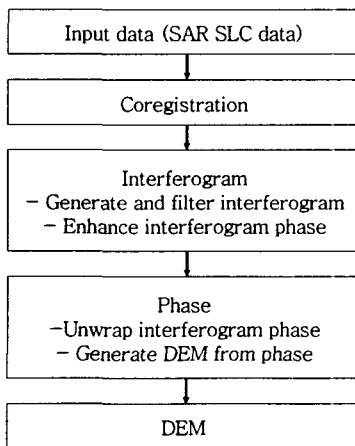 Input data (SAR SLC data)
Coregistration
Interferogram
- Generate and filter interferogram
- Enhance interferogram phase
Phase
-Unwrap interferogram phase
- Generate DEM from phase
DEM